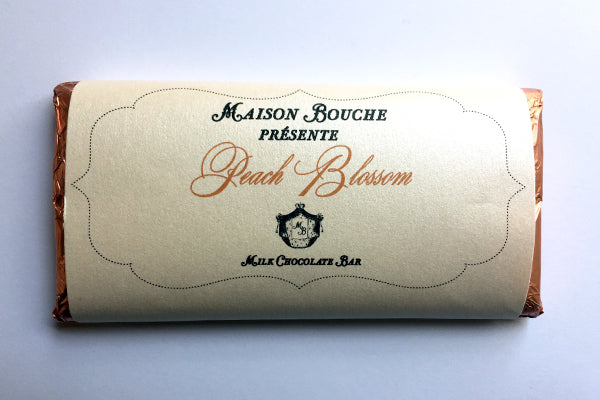 Maison Bouche
présente
Peach Blossom
M
B
Milk Chocolate Bar